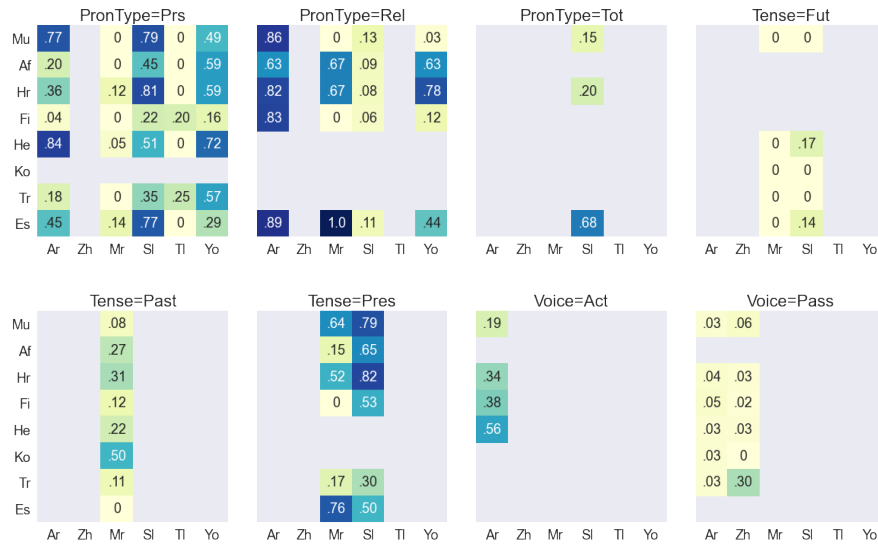 PronType=Prs PronType=Rel PronType=Tot Tense=Fut
Mu .77 0 .79 0 .49 .86 0 .13 .03 .15 0 0
Af .20 0 .45 0 .59 .63 .67 .09 .63
Hr .36 .12 .81 0 .59 .82 .67 .08 .78 .20
Fi .04 0 .22 .20 .16 .83 0 .06 .12
He .84 .05 .51 0 .72 0 .17
Ko 0 0
Tr .18 0 .35 .25 .57 0 0
Es .45 .14 .77 0 .29 .89 1.0 .11 .44 .68 0 .14
Ar Zh Mr Sl Tl Yo Ar Zh Mr Sl Tl Yo Ar Zh Mr Sl Tl Yo Ar Zh Mr Sl Tl Yo
Tense=Past Tense=Pres Voice=Act Voice=Pass
Mu .08 .64 .79 .19 .03 .06
Af .27 .15 .65
Hr .31 .52 .82 .34 .04 .03
Fi .12 0 .53 .38 .05 .02
He .22 .56 .03 .03
Ko .50 .03 0
Tr .11 .17 .30 .03 .30
Es 0 .76 .50
Ar Zh Mr Sl Tl Yo Ar Zh Mr Sl Tl Yo Ar Zh Mr Sl Tl Yo Ar Zh Mr Sl Tl Yo